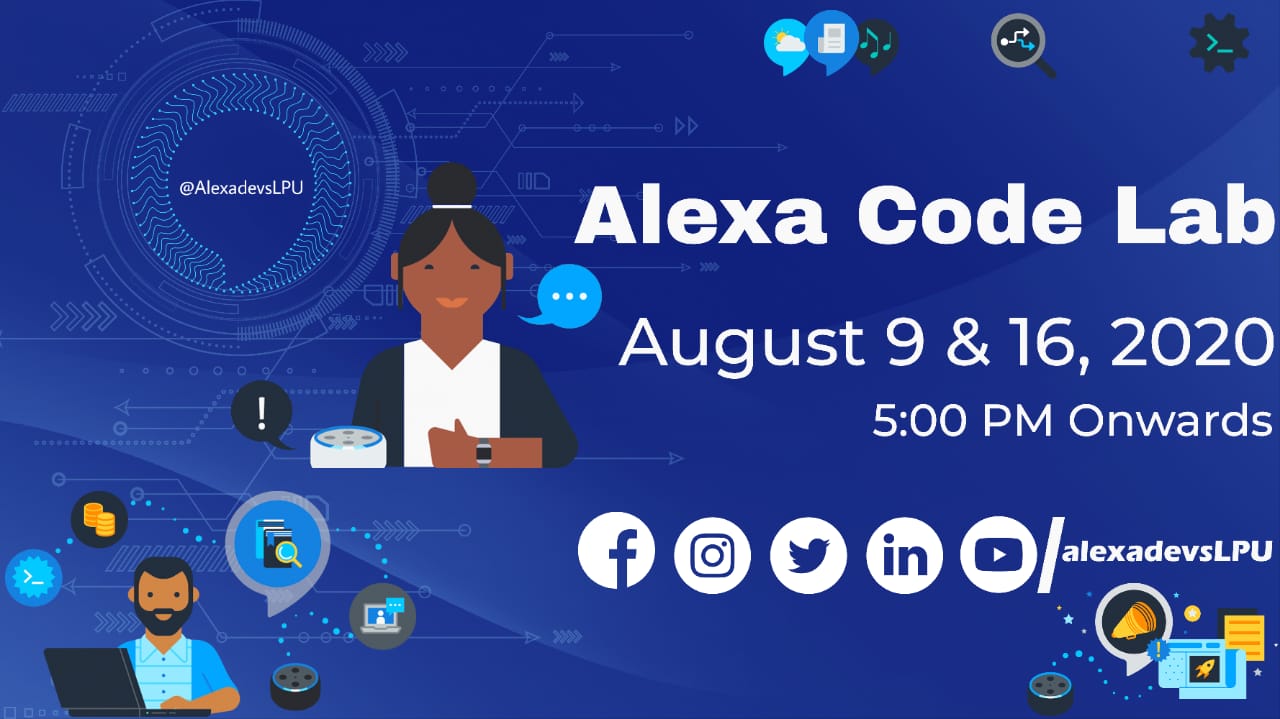 @AlexadevsLPU
Alexa Code Lab
August 9 & 16, 2020
5:00 PM Onwards
/alexadevsLPU